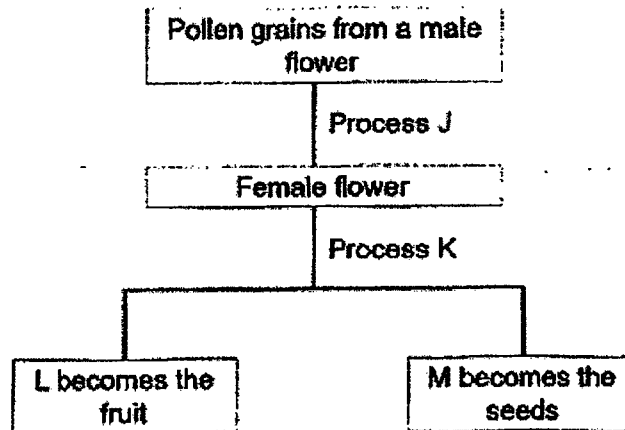 Pollen grains from a male
flower
Process J
Female flower
Process K
L becomes the
fruit
M becomes the
seeds